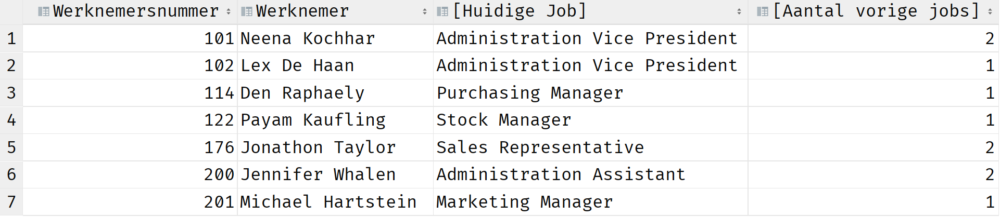 Werknemersnummer Werknemer [Huidige Job] [Aantal vorige jobs]
1 101 Neena Kochhar Administration Vice President 2
2 102 Lex De Haan Administration Vice President 1
3 114 Den Raphaely Purchasing Manager 1
4 122 Payam Kaufling Stock Manager 1
5 176 Jonathon Taylor Sales Representative 2
6 200 Jennifer Whalen Administration Assistant 2
7 201 Michael Hartstein Marketing Manager 1